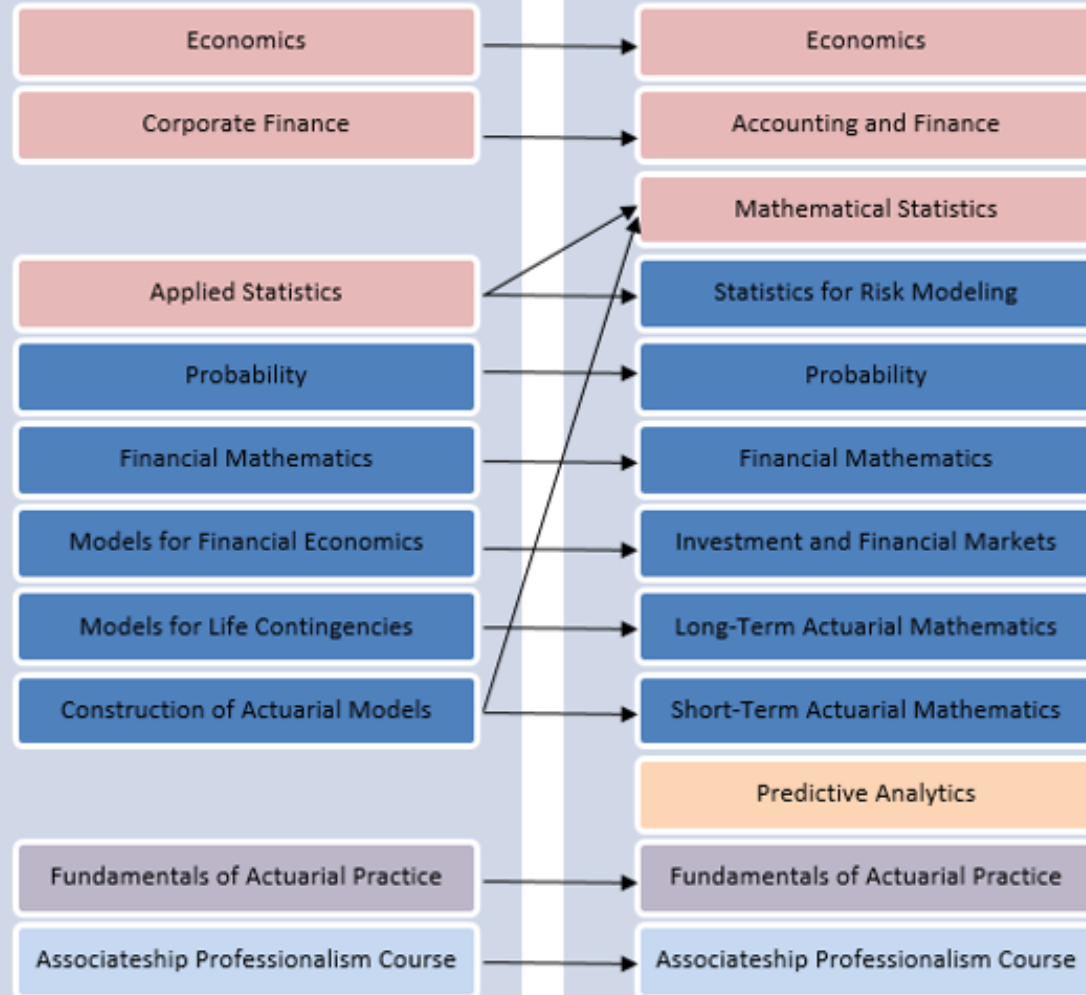 Economics
Economics
Corporate Finance
Accounting and Finance
Mathematical Statistics
Applied Statistics
Statistics for Risk Modeling
Probability
Probability
Financial Mathematics
Financial Mathematics
Models for Financial Economics
Investment and Financial Markets
Models for Life Contingencies
Long-Term Actuarial Mathematics
Construction of Actuarial Models
Short-Term Actuarial Mathematics
Predictive Analytics
Fundamentals of Actuarial Practice
Fundamentals of Actuarial Practice
Associateship Professionalism Course
Associateship Professionalism Course